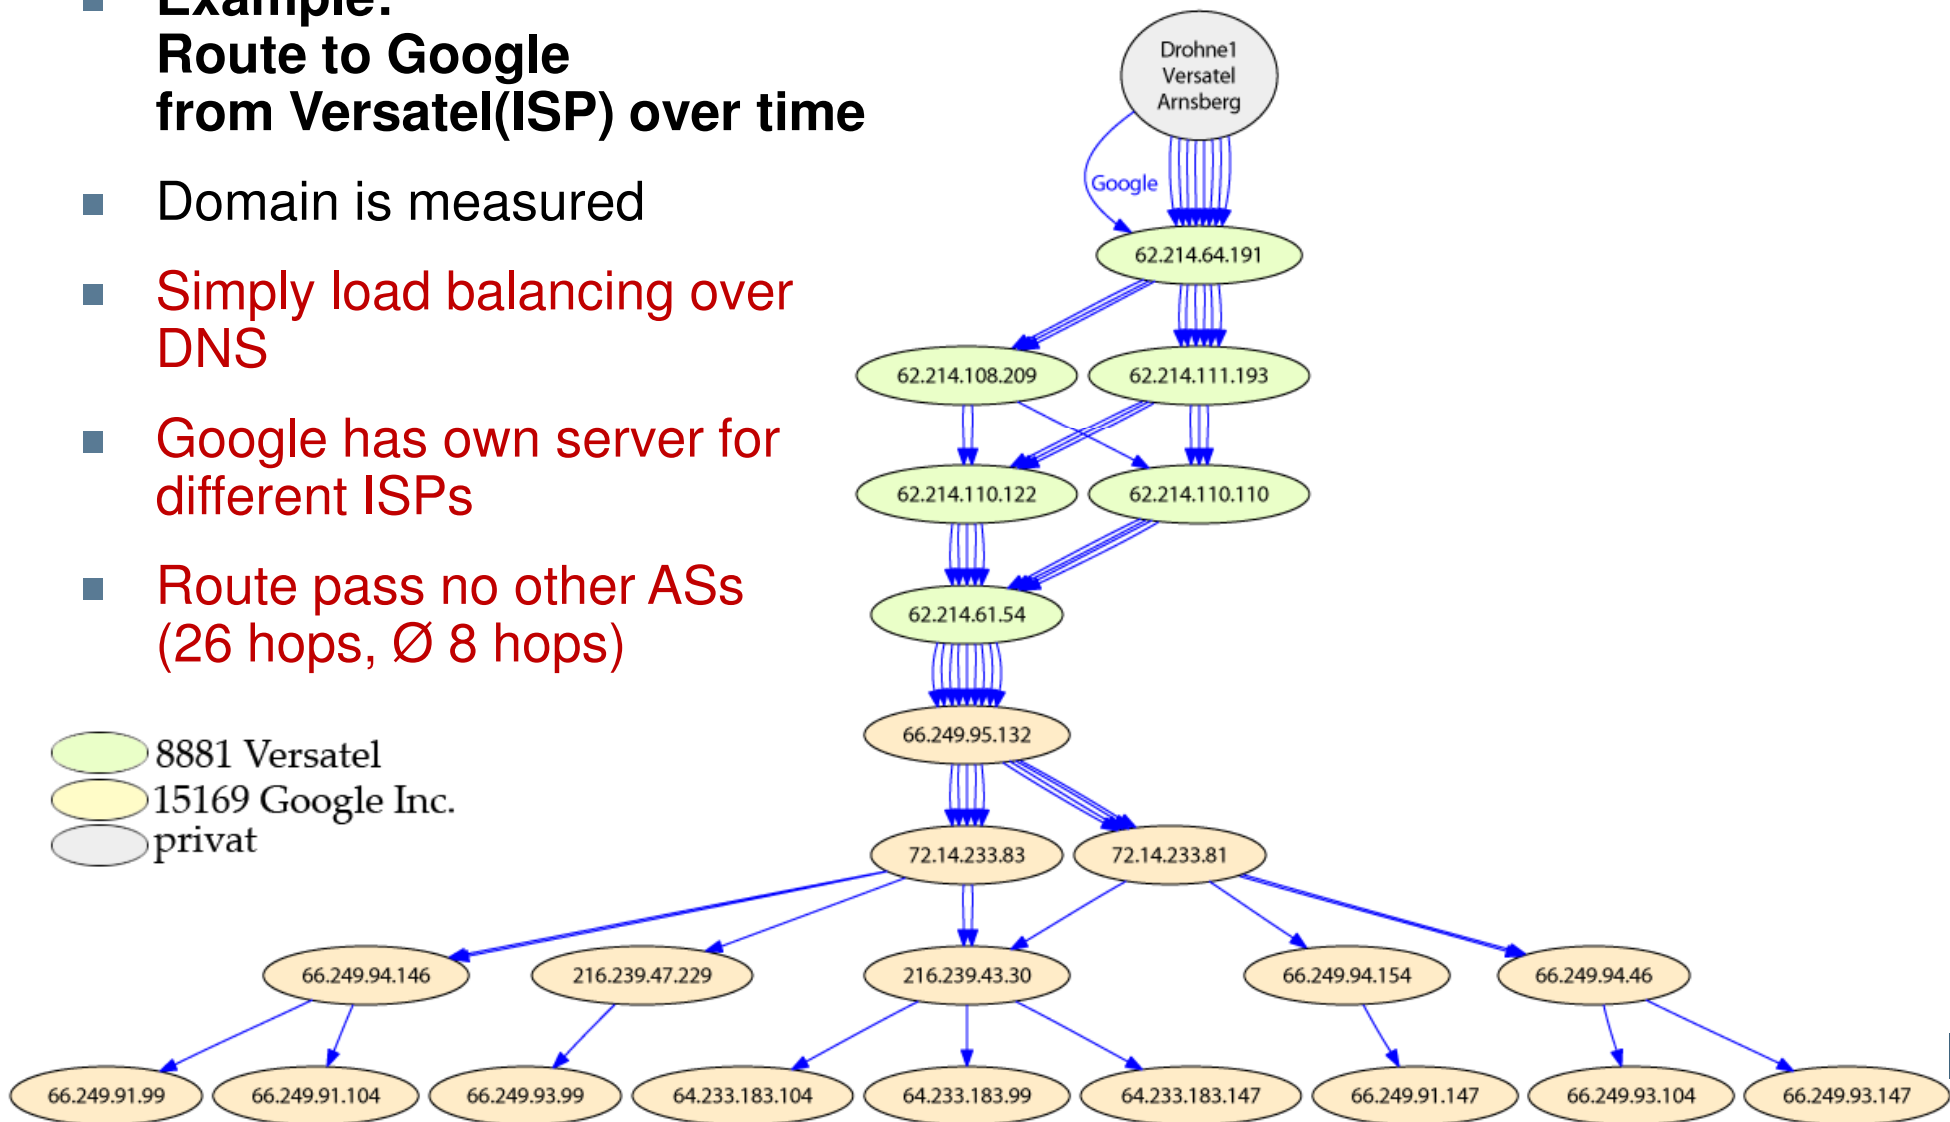 Example:
Route to Google
from Versatel(ISP) over time
Domain is measured
Simply load balancing over
DNS
Google has own server for
different ISPs
Route pass no other ASs
(26 hops, Ø 8 hops)
8881 Versatel
15169 Google Inc.
privat
Drohne1
Versatel
Arnsberg
Google
62.214.64.191
62.214.108.209
62.214.111.193
62.214.110.122
62.214.110.110
62.214.61.54
66.249.95.132
72.14.233.83
72.14.233.81
66.249.94.146
216.239.47.229
216.239.43.30
66.249.94.154
66.249.94.46
66.249.91.99
66.249.91.104
66.249.93.99
64.233.183.104
64.233.183.99
64.233.183.147
66.249.91.147
66.249.93.104
66.249.93.147